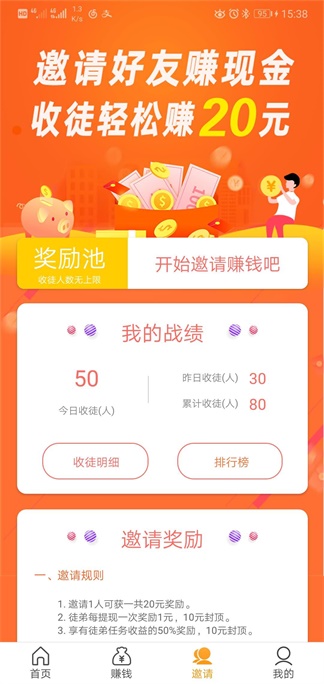 HD 4G 4G 1.3 K/s
95 15:38
邀请好友赚现金
收徒轻松赚20元
奖励池
收徒人数无上限
开始邀请赚钱吧
我的战绩
50
今日收徒(人)
昨日收徒(人) 30
累计收徒(人) 80
收徒明细
排行榜
邀请奖励
一、邀请规则
1. 邀请1人可获一共20元奖励。
2. 徒弟每提现一次奖励1元，10元封顶。
3. 享有徒弟任务收益的50%奖励，10元封顶。
首页 赚钱 邀请 我的